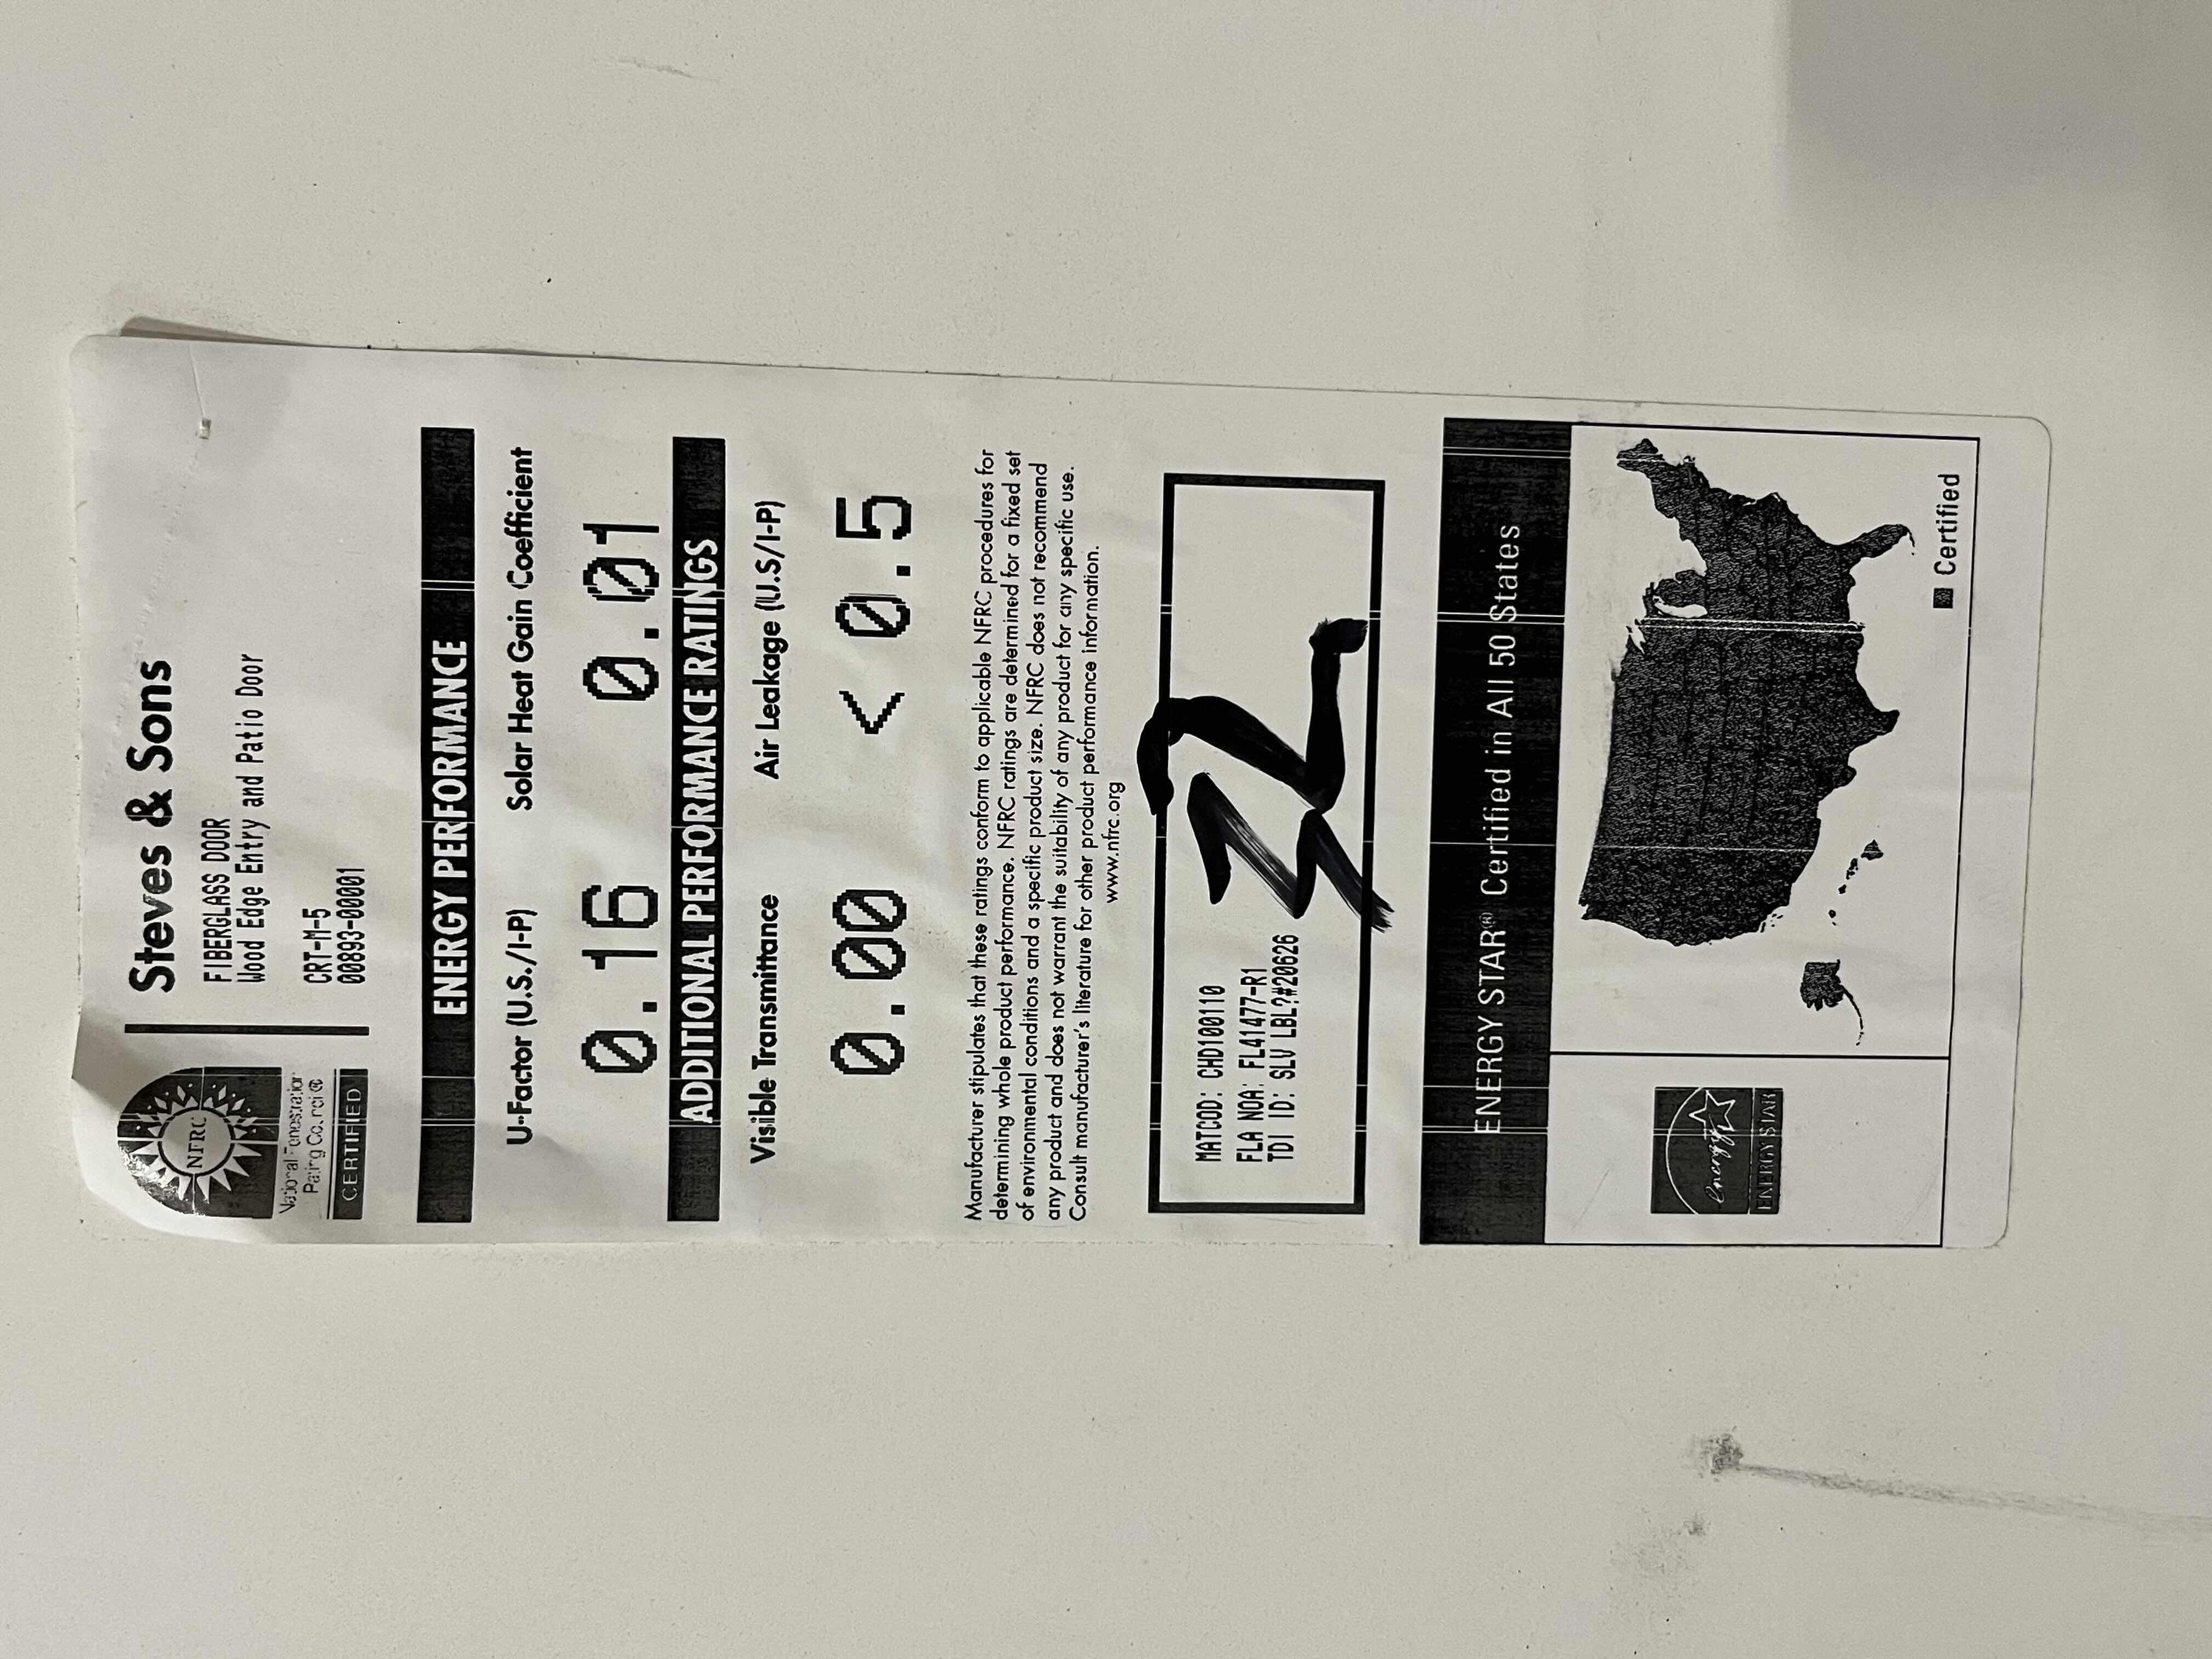 NFRC
National Fenestration
Rating Council®
CERTIFIED
Steves & Sons
FIBERGLASS DOOR
Wood Edge Entry and Patio Door
CRT-M-5
00893-00001
ENERGY PERFORMANCE
U-Factor (U.S./I-P)
Solar Heat Gain Coefficient
0.16
0.01
ADDITIONAL PERFORMANCE RATINGS
Visible Transmittance
Air Leakage (U.S/I-P)
0.00
< 0.5
Manufacturer stipulates that these ratings conform to applicable NFRC procedures for
determining whole product performance. NFRC ratings are determined for a fixed set
of environmental conditions and a specific product size. NFRC does not recommend
any product and does not warrant the suitability of any product for any specific use.
Consult manufacturer's literature for other product performance information.
www.nfrc.org
MATCOD: CHD100110
FLA NOA: FL41477-R1
TDI ID: SLV LBL?#20626
ENERGY STAR® Certified in All 50 States
energy
ENERGY STAR
Certified